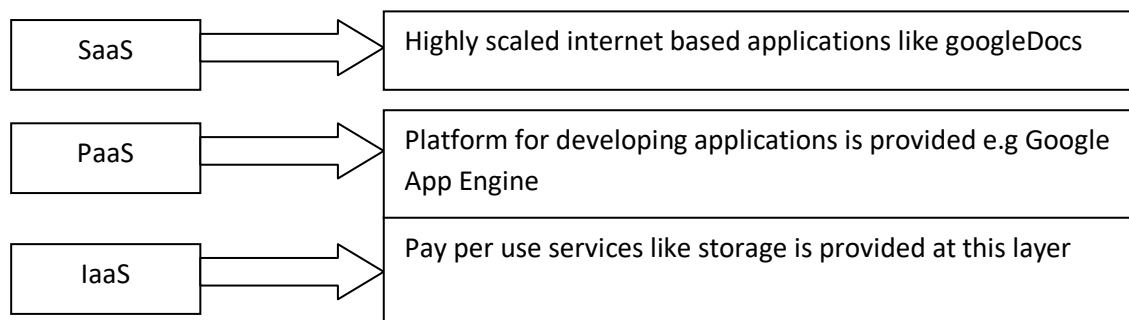 SaaS
Highly scaled internet based applications like googleDocs
PaaS
Platform for developing applications is provided e.g Google
App Engine
IaaS
Pay per use services like storage is provided at this layer